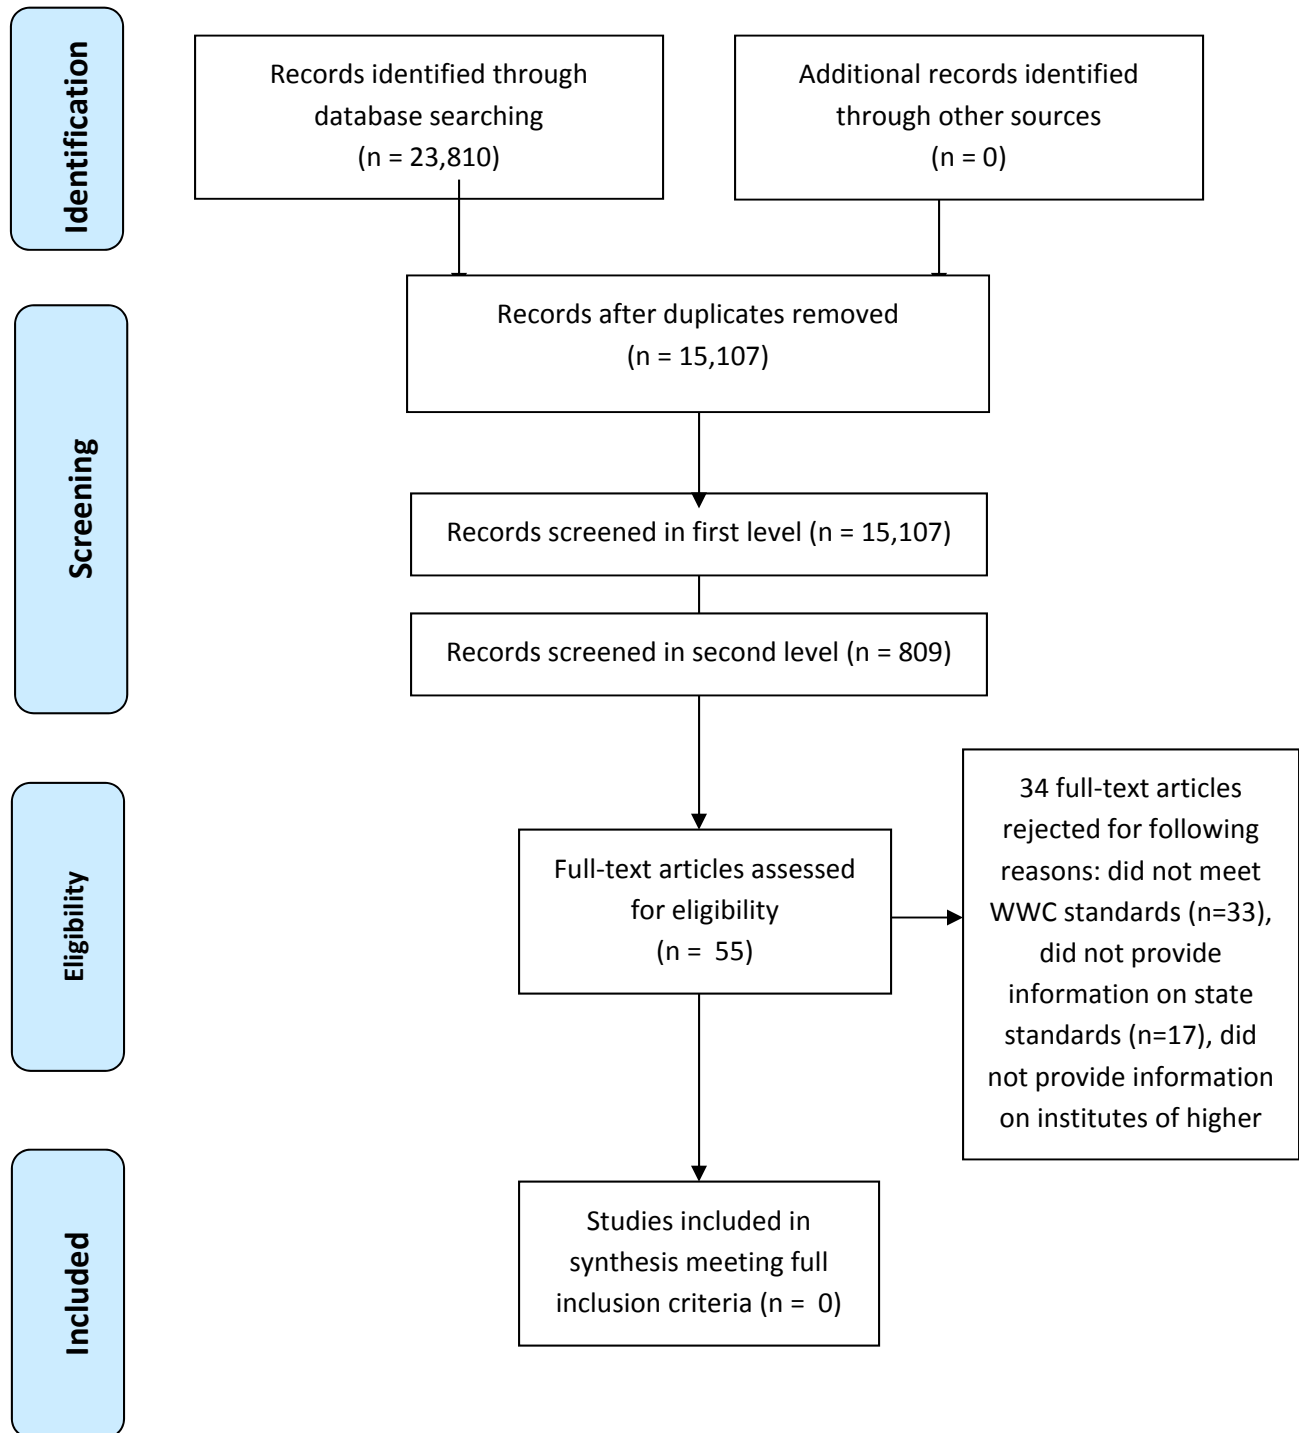 Identification
Records identified through
database searching
(n = 23,810)
Additional records identified
through other sources
(n = 0)
Records after duplicates removed
(n = 15,107)
Screening
Records screened in first level (n = 15,107)
Records screened in second level (n = 809)
Eligibility
Full-text articles assessed
for eligibility
(n =  55)
34 full-text articles
rejected for following
reasons: did not meet
WWC standards (n=33),
did not provide
information on state
standards (n=17), did
not provide information
on institutes of higher
Included
Studies included in
synthesis meeting full
inclusion criteria (n =  0)